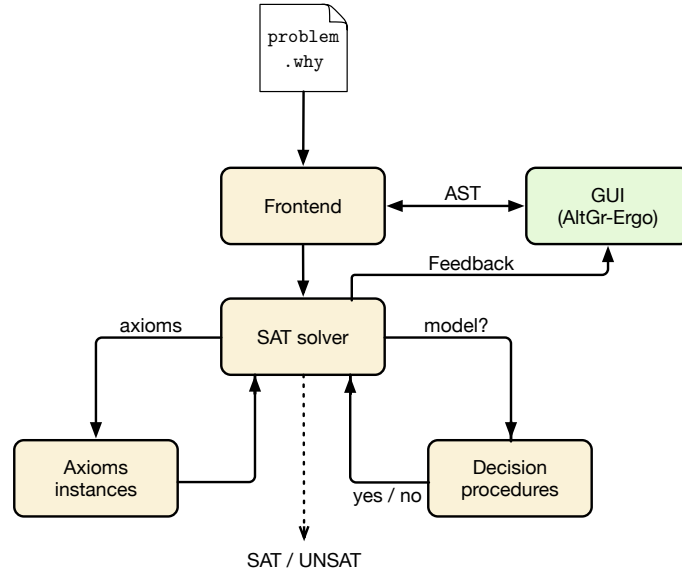 problem
.why
Frontend
AST
GUI
(AltGr-Ergo)
Feedback
axioms
SAT solver
model?
Axioms
instances
Decision
procedures
yes / no
SAT / UNSAT